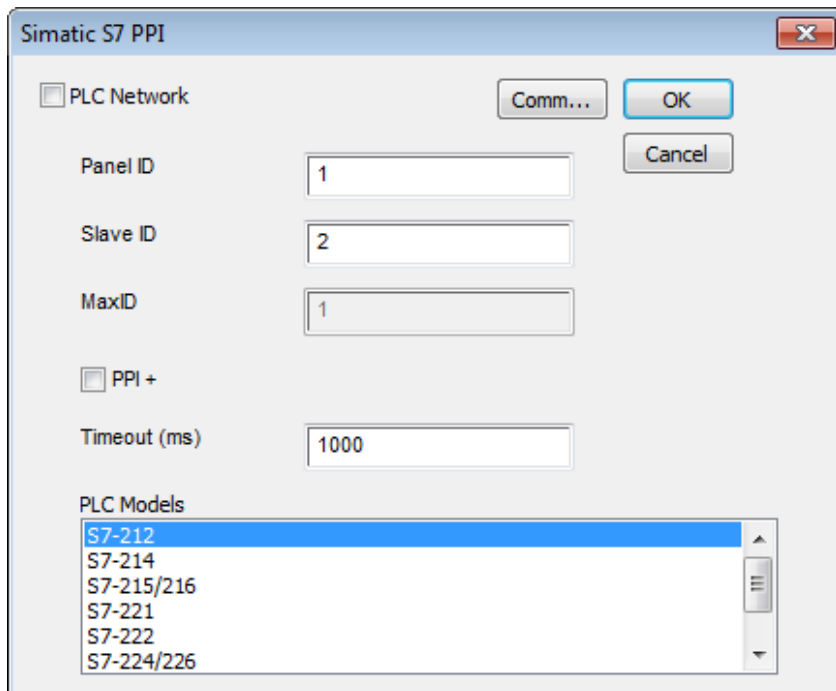 Simatic S7 PPI
PLC Network
Comm...
OK
Cancel
Panel ID
1
Slave ID
2
MaxID
1
PPI +
Timeout (ms)
1000
PLC Models
S7-212
S7-214
S7-215/216
S7-221
S7-222
S7-224/226